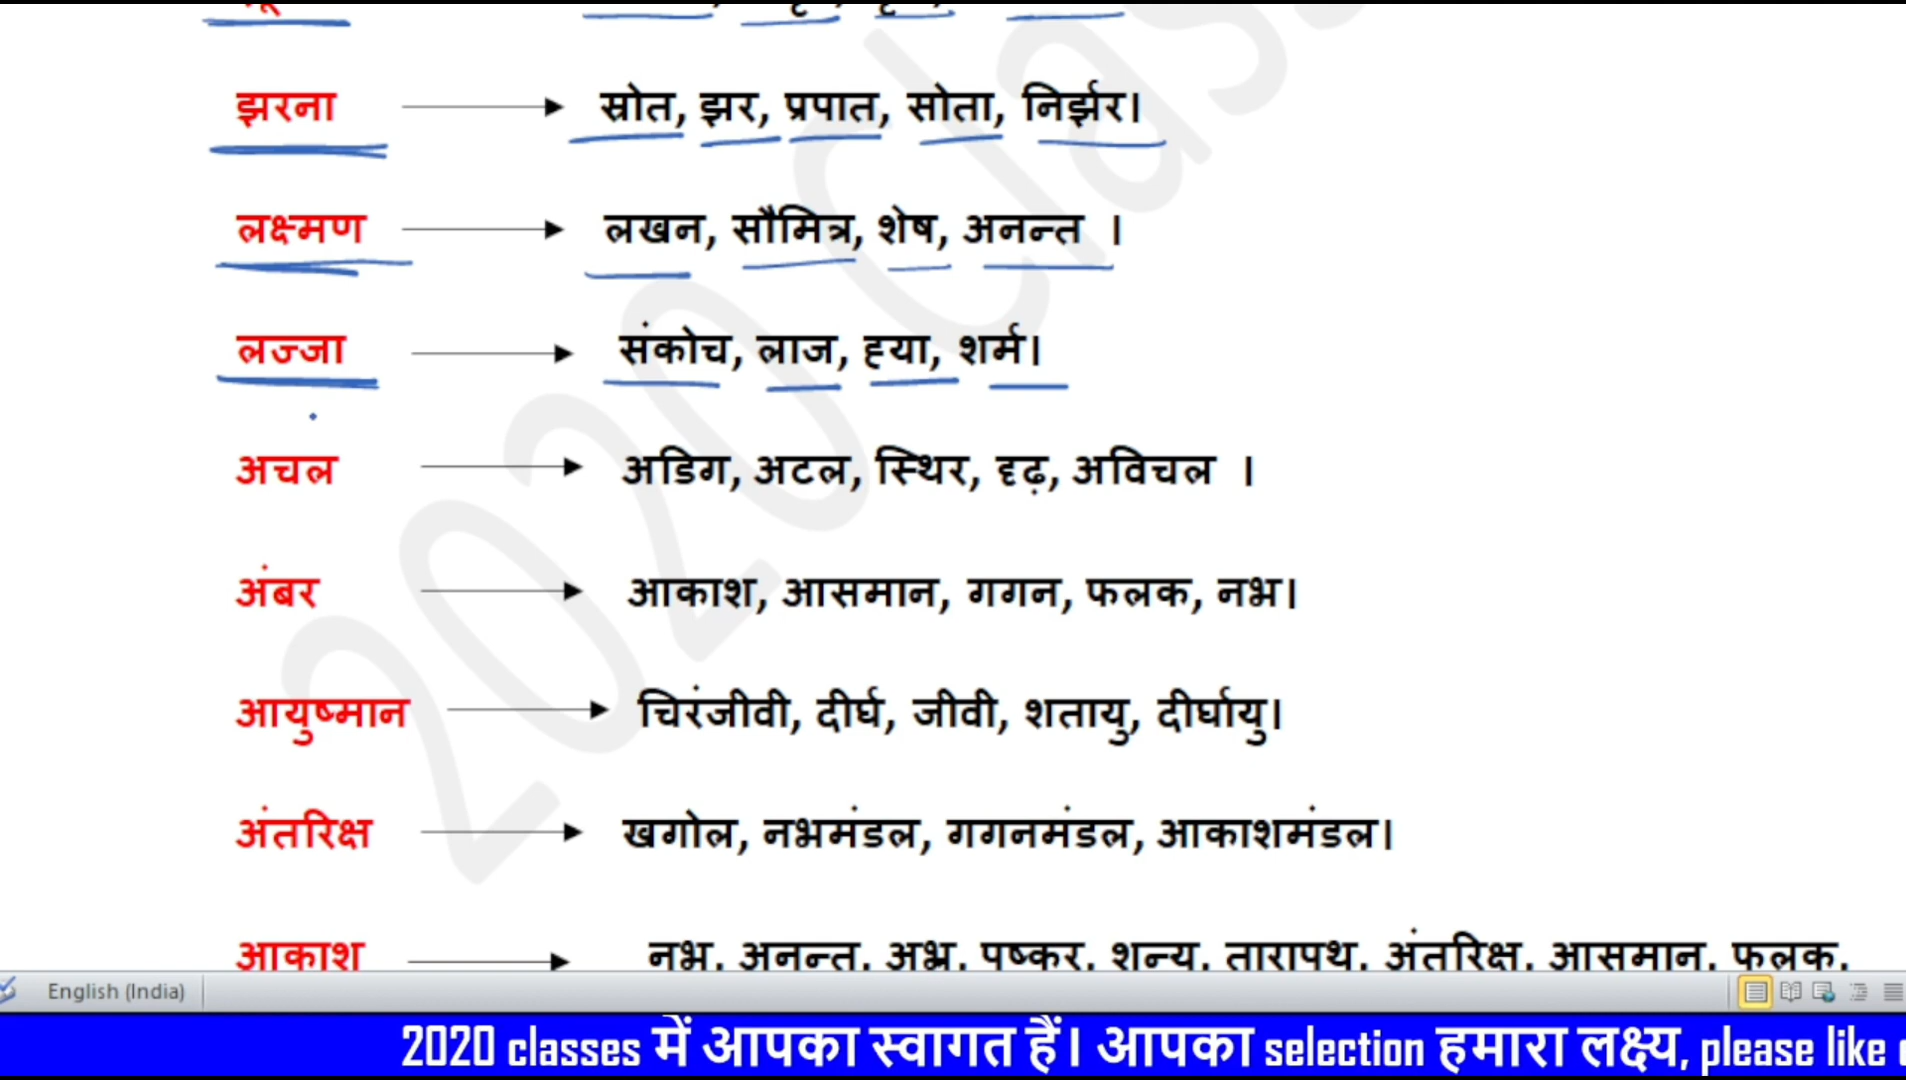 झरना स्रोत, झर, प्रपात, सोता, निर्झर।
लक्ष्मण लखन, सौमित्र, शेष, अनन्त ।
लज्जा संकोच, लाज, ह्या, शर्म।
अचल अडिग, अटल, स्थिर, दृढ़, अविचल ।
अंबर आकाश, आसमान, गगन, फलक, नभ।
आयुष्मान चिरंजीवी, दीर्घ, जीवी, शतायु, दीर्घायु।
अंतरिक्ष खगोल, नभमंडल, गगनमंडल, आकाशमंडल।
आकाश नभ, अनन्त, अभ्र, पुष्कर, शून्य, तारापथ, अंतरिक्ष, आसमान, फलक,
2020 Clas
English (India)
2020 classes में आपका स्वागत हैं। आपका selection हमारा लक्ष्य, please like